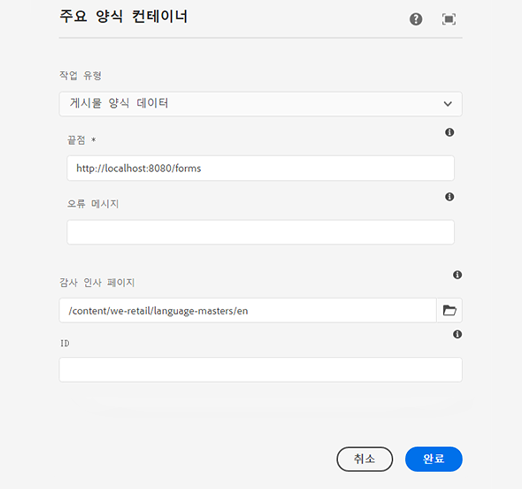 주요 양식 컨테이너
작업 유형
게시물 양식 데이터
끝점 *
http://localhost:8080/forms
오류 메시지
감사 인사 페이지
/content/we-retail/language-masters/en
ID
취소
완료